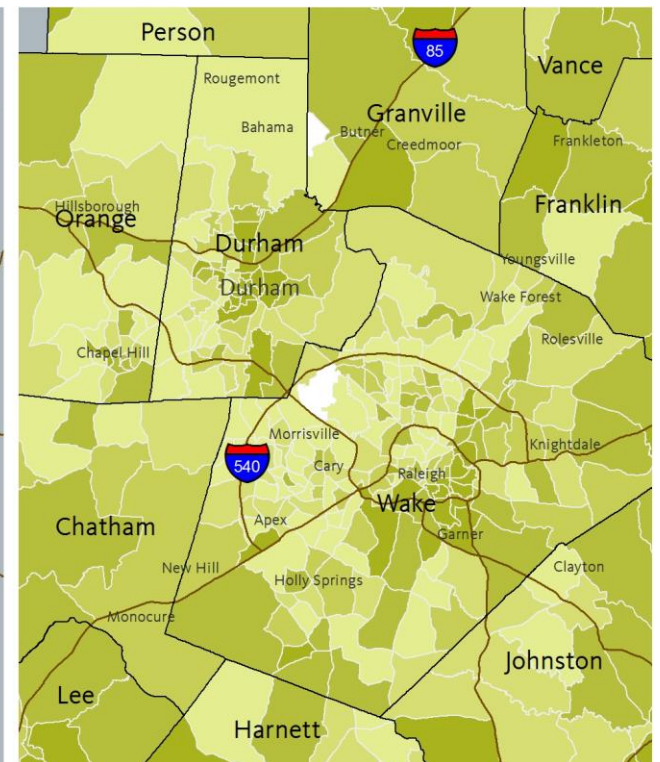 Person
85
Vance
Rougemont
Granville
Bahama
Butner
Creedmoor
Frankleton
Hillsborough
Orange
Franklin
Durham
Durham
Youngsville
Wake Forest
Rolesville
Chapel Hill
Morrisville
Knightdale
540
Cary
Raleigh
Wake
Apex
Chatham
Garner
New Hill
Holly Springs
Clayton
Monocure
Johnston
Lee
Harnett